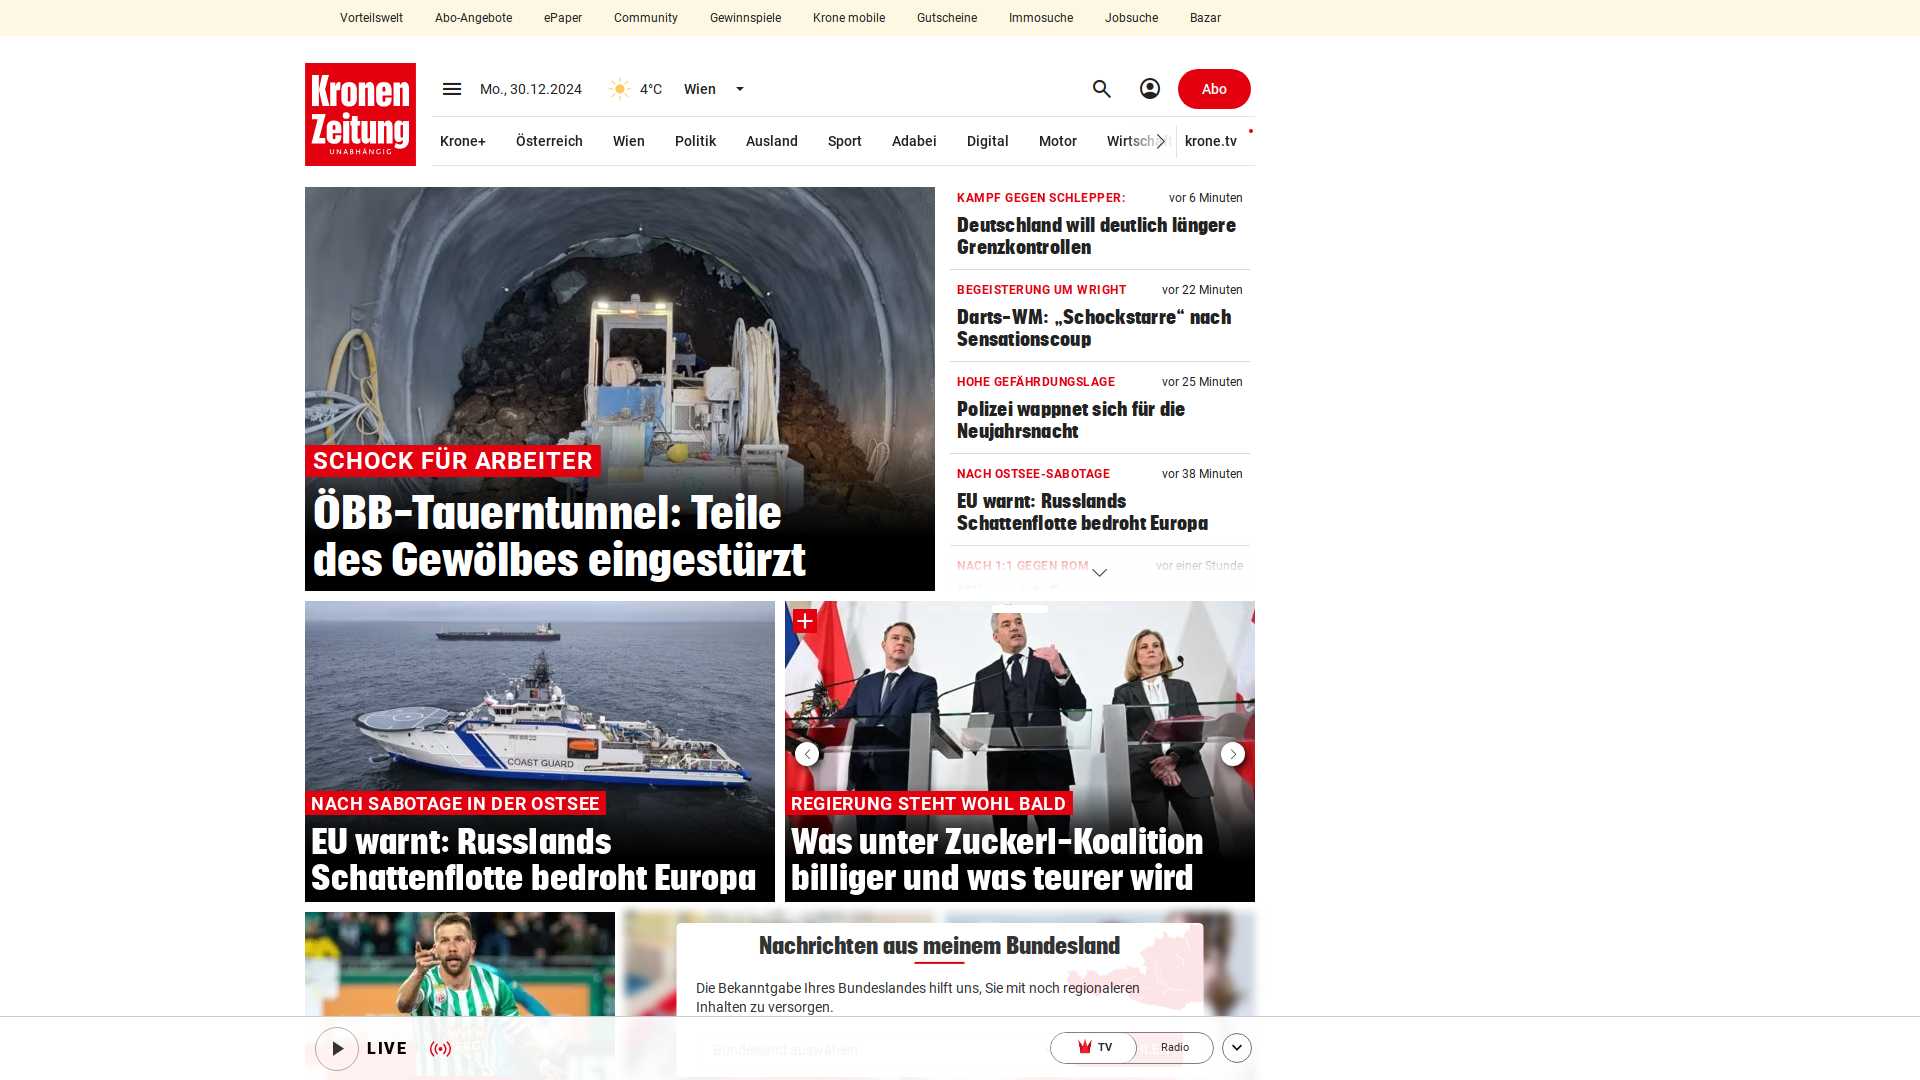 Vorteilswelt Abo-Angebote ePaper Community Gewinnspiele Krone mobile Gutscheine Immosuche Jobsuche Bazar
Kronen
Zeitung
UNABHÄNGIG
Mo., 30.12.2024 4°C Wien
Abo
Krone+ Österreich Wien Politik Ausland Sport Adabei Digital Motor Wirtschaft krone.tv
SCHOCK FÜR ARBEITER
ÖBB-Tauerntunnel: Teile
des Gewölbes eingestürzt
KAMPF GEGEN SCHLEPPER: vor 6 Minuten
Deutschland will deutlich längere
Grenzkontrollen
BEGEISTERUNG UM WRIGHT vor 22 Minuten
Darts-WM: „Schockstarre“ nach
Sensationscoup
HOHE GEFÄHRDUNGSLAGE vor 25 Minuten
Polizei wappnet sich für die
Neujahrsnacht
NACH OSTSEE-SABOTAGE vor 38 Minuten
EU warnt: Russlands
Schattenflotte bedroht Europa
NACH 1:1 GEGEN ROM vor einer Stunde
COAST GUARD
NACH SABOTAGE IN DER OSTSEE
EU warnt: Russlands
Schattenflotte bedroht Europa
REGIERUNG STEHT WOHL BALD
Was unter Zuckerl-Koalition
billiger und was teurer wird
Nachrichten aus meinem Bundesland
Die Bekanntgabe Ihres Bundeslandes hilft uns, Sie mit noch regionaleren
Inhalten zu versorgen.
Bundesland auswählen
LIVE
TV Radio